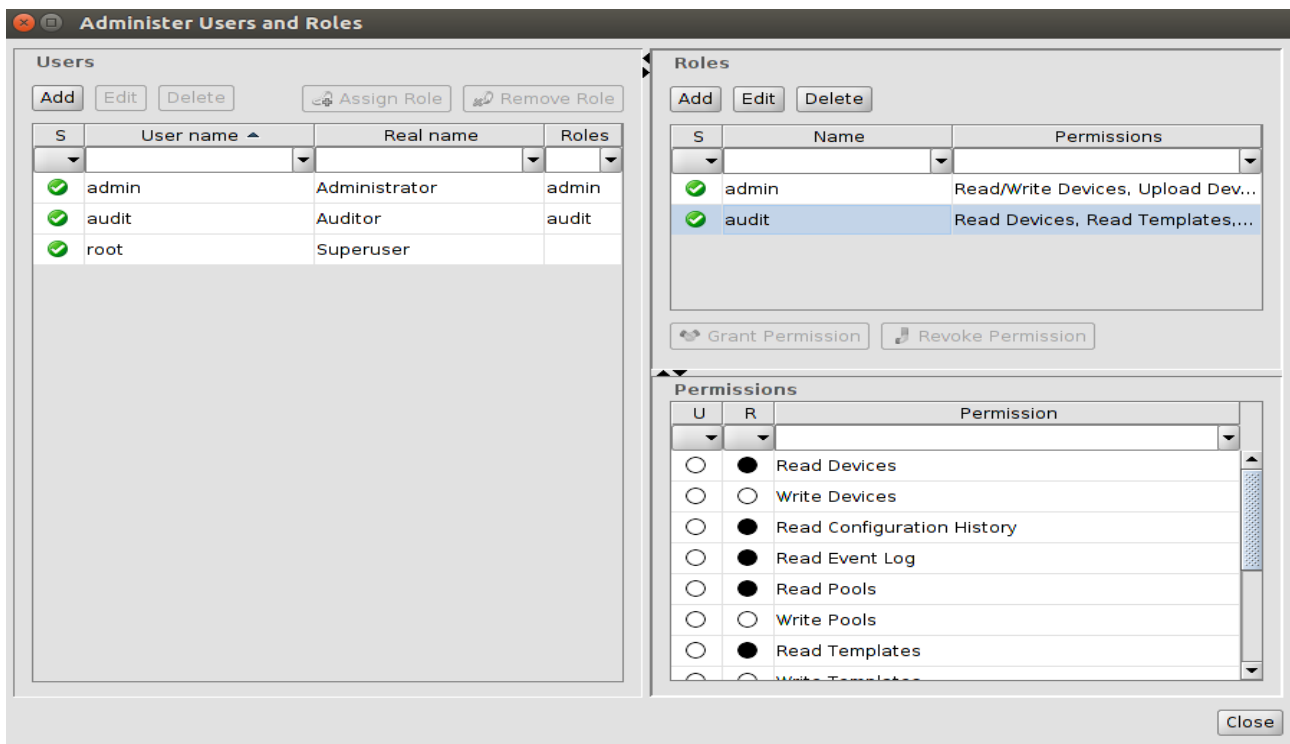 Administer Users and Roles
Users
Add Edit Delete Assign Role Remove Role
S User name Real name Roles
admin Administrator admin
audit Auditor audit
root Superuser
Roles
Add Edit Delete
S Name Permissions
admin Read/Write Devices, Upload Dev...
audit Read Devices, Read Templates,...
Grant Permission Revoke Permission
Permissions
U R Permission
Read Devices
Write Devices
Read Configuration History
Read Event Log
Read Pools
Write Pools
Read Templates
Write Templates
Close